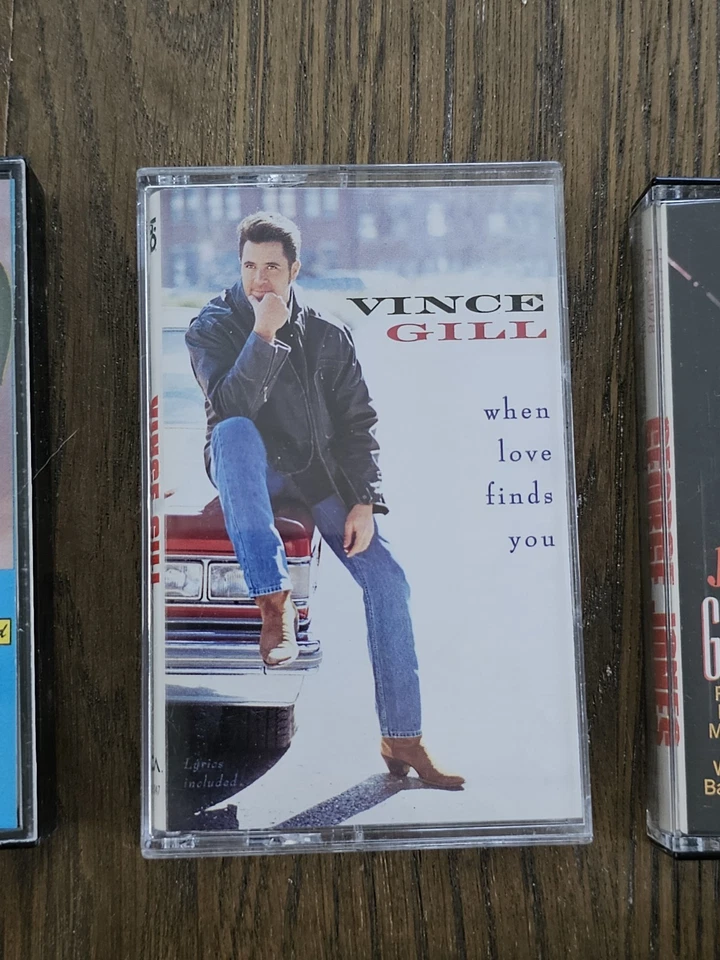 VINCE
GILL
when
love
finds
you
Lyrics
included
VINCE GILL
GEORGE JONES